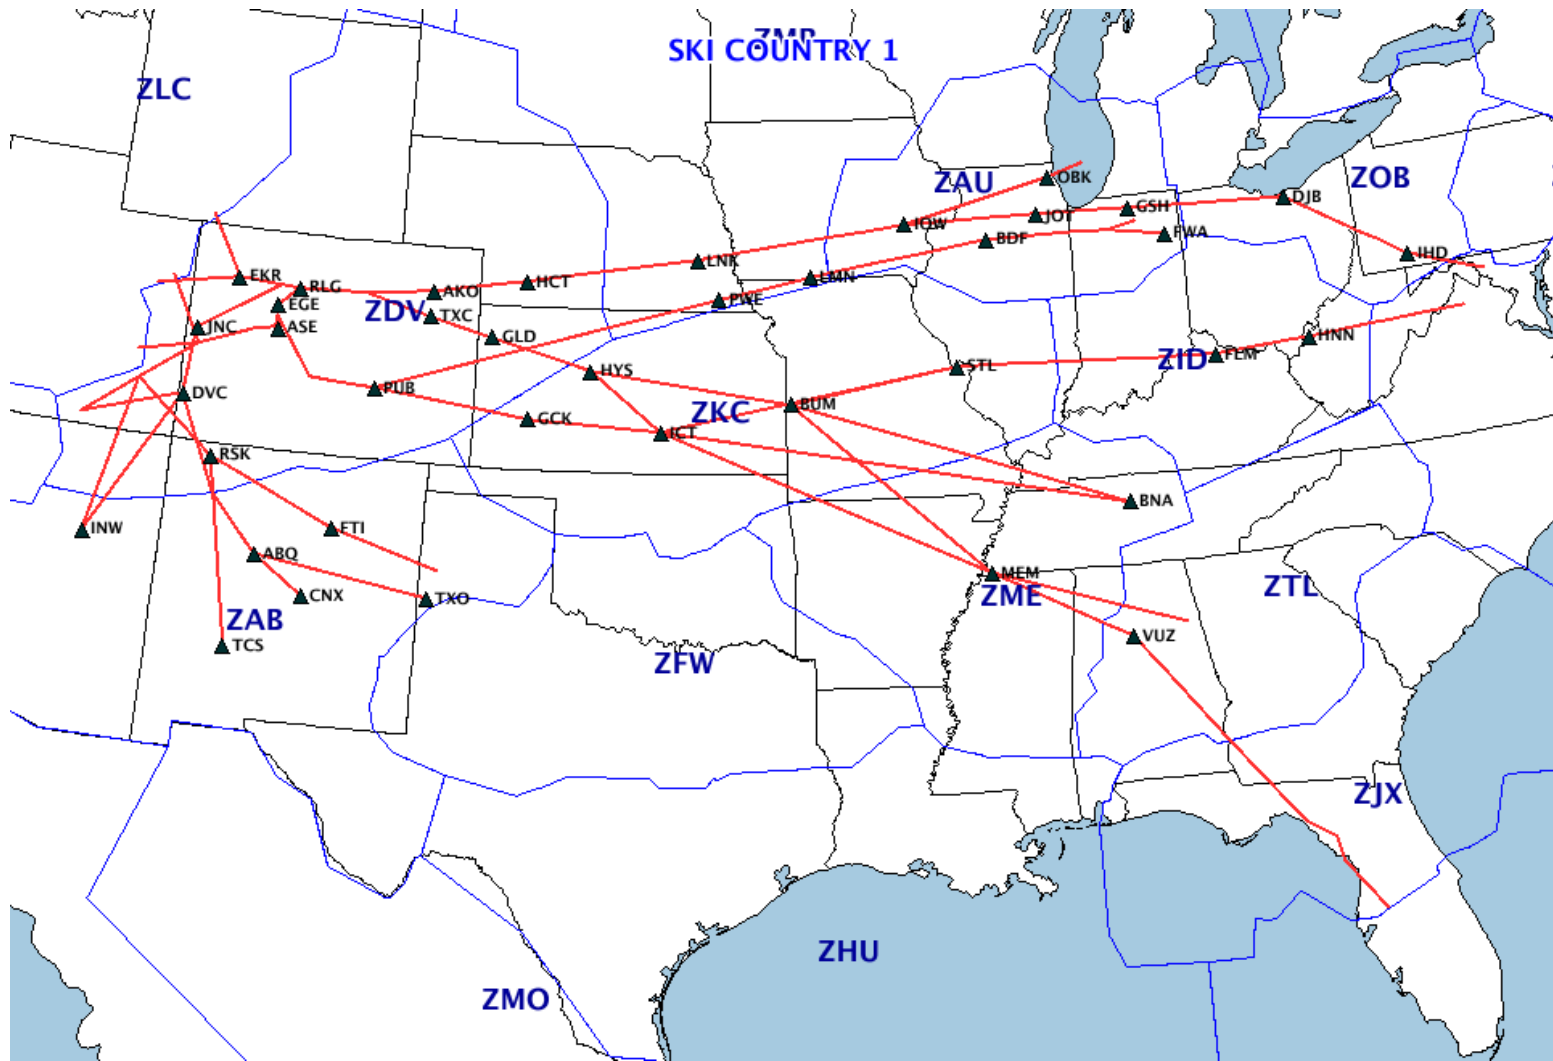 ZMP
SKI COUNTRY 1
ZLC
OBK
ZAU
ZOB
DJB
GSH
JOT
IOW
FWA
BDF
IHD
LNK
EKR
RLG
HCT
LMN
AKO
EGE
PWE
ZDV
TXC
JNC
ASE
GLD
HNN
ZID
FLM
STL
HYS
DVC
PUB
BUM
ZKC
GCK
ICT
RSK
BNA
INW
FTI
ABQ
MEM
ZTL
CNX
TXO
ZME
ZAB
VUZ
TCS
ZFW
ZJX
ZHU
ZMO